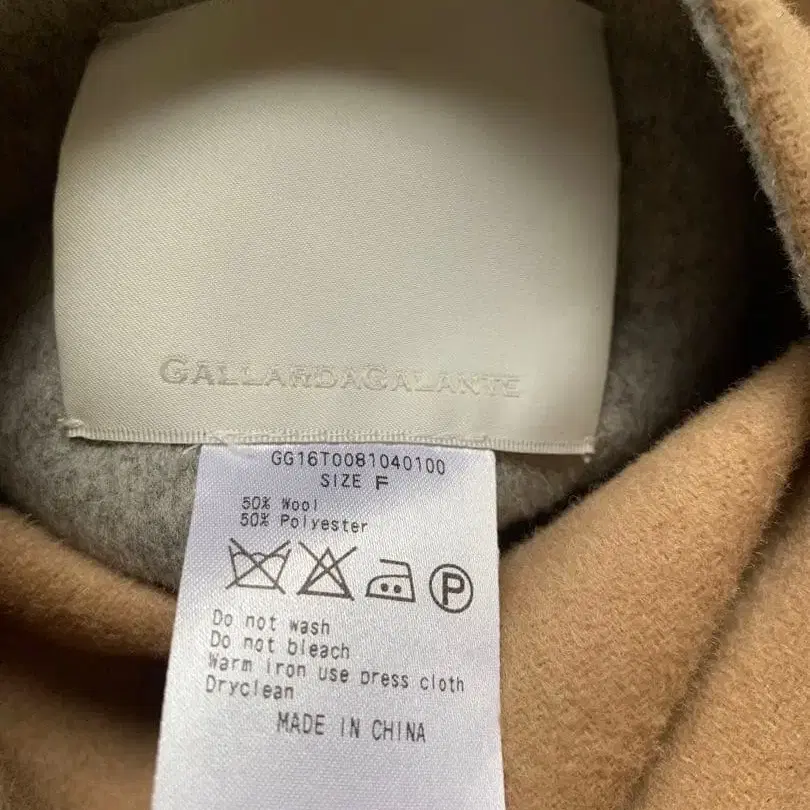 GALLARDAGALANTE
GG16T0081040100
SIZE F
50% Wool
50% Polyester
P
Do not wash
Do not bleach
Warm iron use press cloth
Dryclean
MADE IN CHINA